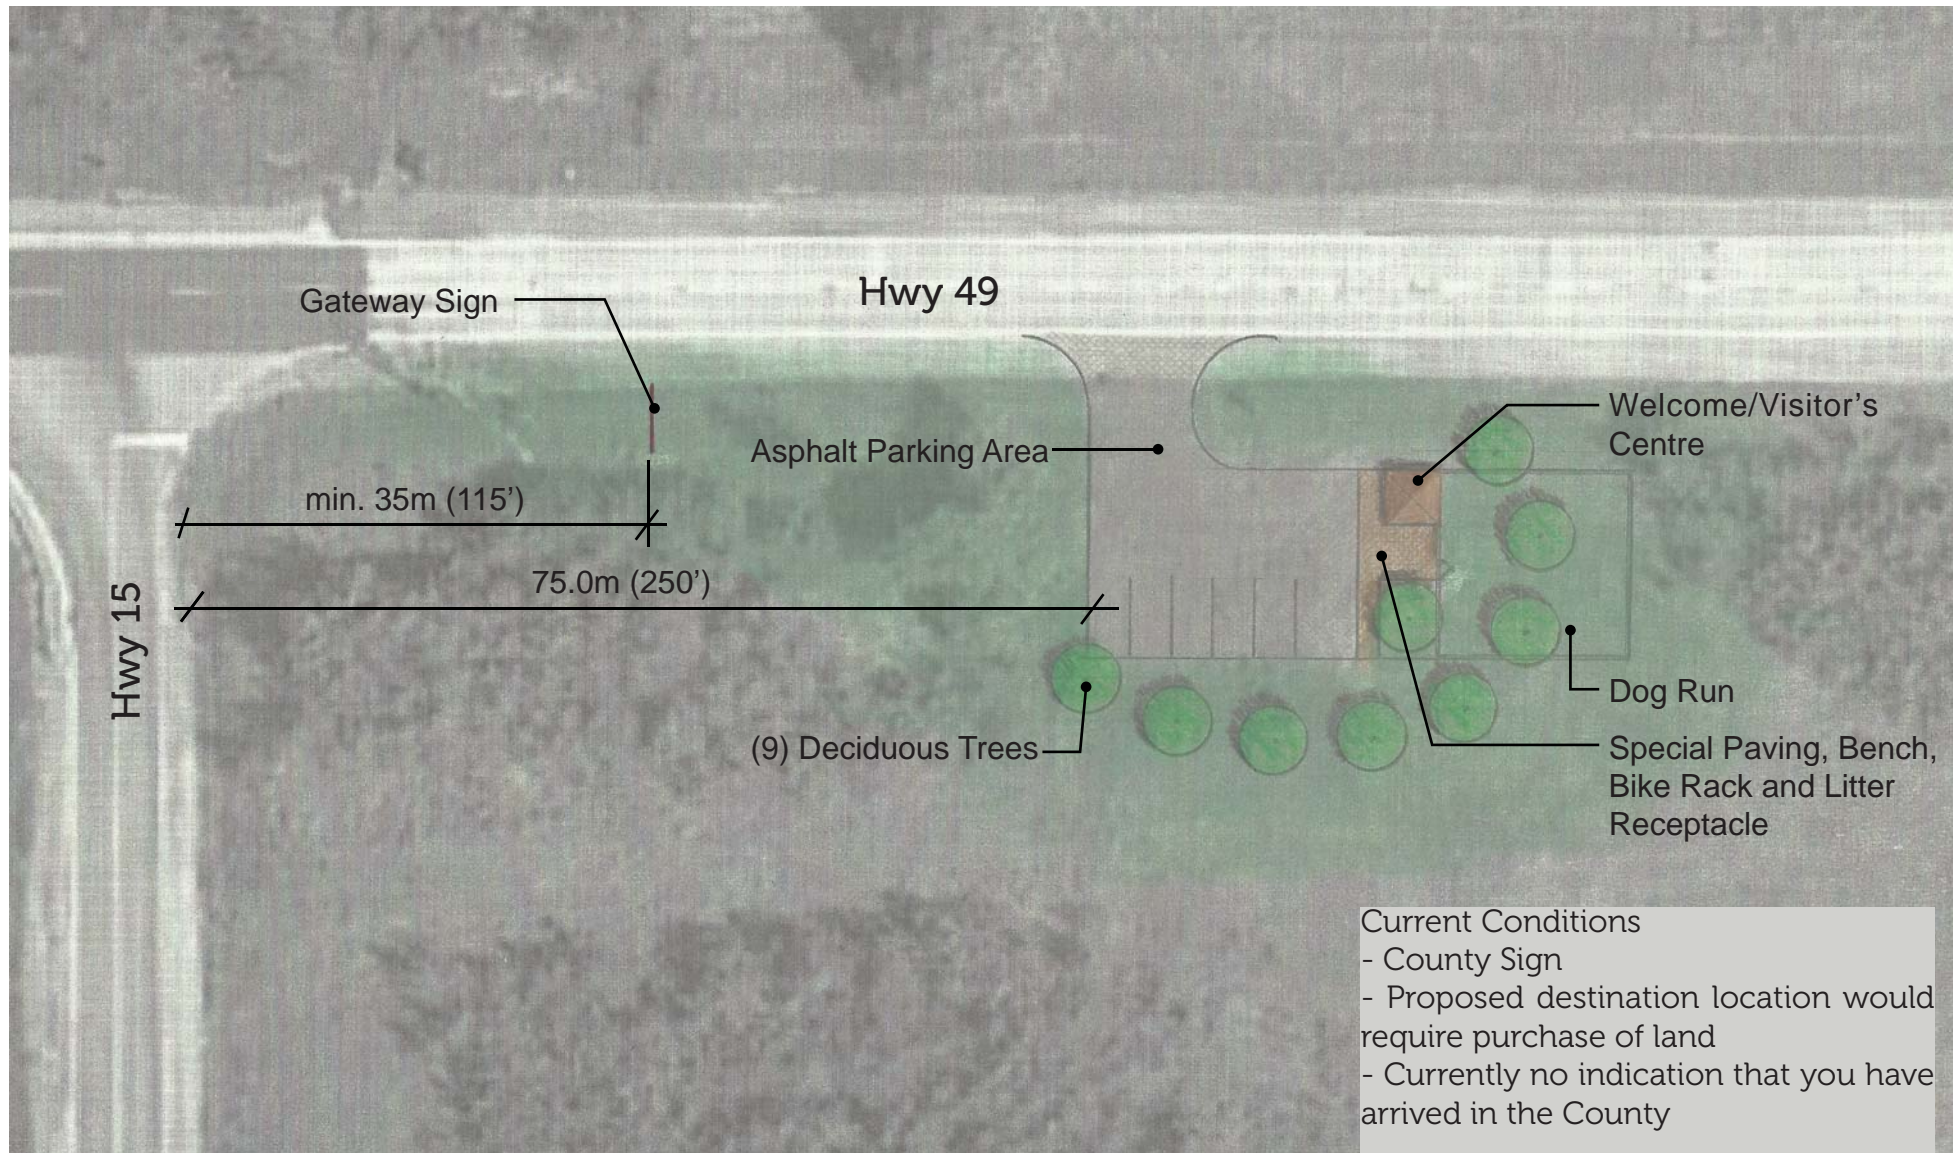 Hwy 49
Gateway Sign
Welcome/Visitor's
Centre
Asphalt Parking Area
min. 35m (115')
75.0m (250')
Hwy 15
Dog Run
(9) Deciduous Trees
Special Paving, Bench,
Bike Rack and Litter
Receptacle
Current Conditions
- County Sign
- Proposed destination location would
require purchase of land
- Currently no indication that you have
arrived in the County